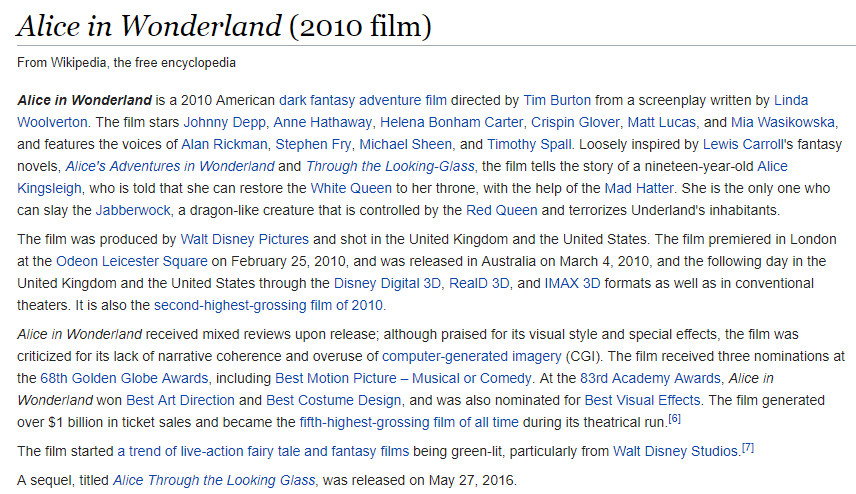 Alice in Wonderland (2010 film)
From Wikipedia, the free encyclopedia
Alice in Wonderland is a 2010 American dark fantasy adventure film directed by Tim Burton from a screenplay written by Linda
Woolverton. The film stars Johnny Depp, Anne Hathaway, Helena Bonham Carter, Crispin Glover, Matt Lucas, and Mia Wasikowska,
and features the voices of Alan Rickman, Stephen Fry, Michael Sheen, and Timothy Spall. Loosely inspired by Lewis Carroll's fantasy
novels, Alice's Adventures in Wonderland and Through the Looking-Glass, the film tells the story of a nineteen-year-old Alice
Kingsleigh, who is told that she can restore the White Queen to her throne, with the help of the Mad Hatter. She is the only one who
can slay the Jabberwock, a dragon-like creature that is controlled by the Red Queen and terrorizes Underland's inhabitants.
The film was produced by Walt Disney Pictures and shot in the United Kingdom and the United States. The film premiered in London
at the Odeon Leicester Square on February 25, 2010, and was released in Australia on March 4, 2010, and the following day in the
United Kingdom and the United States through the Disney Digital 3D, RealD 3D, and IMAX 3D formats as well as in conventional
theaters. It is also the second-highest-grossing film of 2010.
Alice in Wonderland received mixed reviews upon release; although praised for its visual style and special effects, the film was
criticized for its lack of narrative coherence and overuse of computer-generated imagery (CGI). The film received three nominations at
the 68th Golden Globe Awards, including Best Motion Picture – Musical or Comedy. At the 83rd Academy Awards, Alice in
Wonderland won Best Art Direction and Best Costume Design, and was also nominated for Best Visual Effects. The film generated
over $1 billion in ticket sales and became the fifth-highest-grossing film of all time during its theatrical run.[6]
The film started a trend of live-action fairy tale and fantasy films being green-lit, particularly from Walt Disney Studios.[7]
A sequel, titled Alice Through the Looking Glass, was released on May 27, 2016.